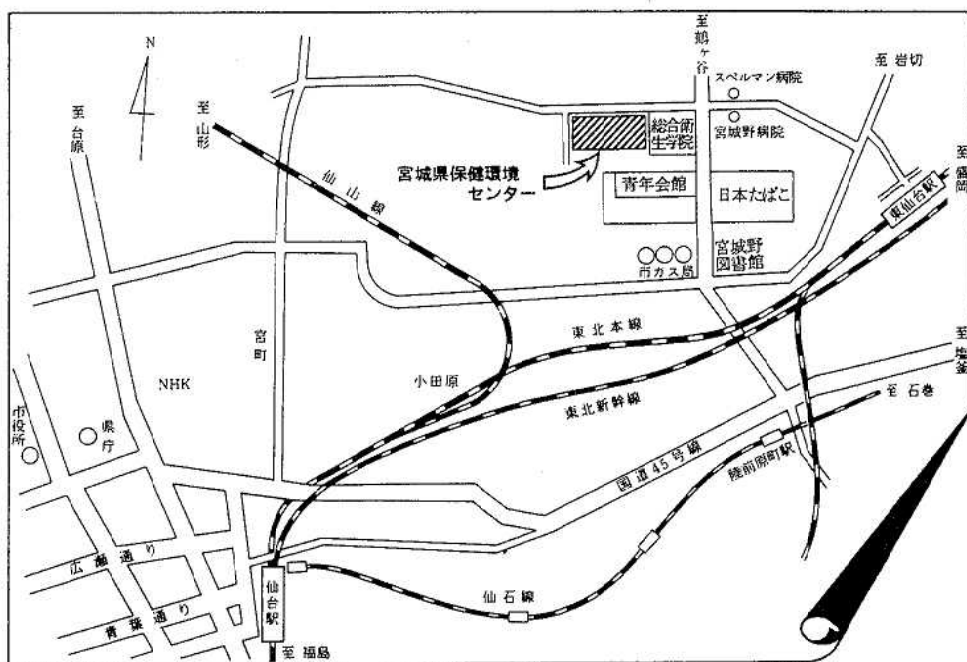 N
至台原
至山形
至鶴ヶ谷
スペルマン病院
至岩切
宮城野病院
総合衛
生学院
宮城県保健環境
センター
青年会館
日本たばこ
東仙台駅
至盛岡
仙山線
宮城野
図書館
市ガス局
宮町
東北本線
小田原
至塩釜
NHK
東北新幹線
至石巻
市役所
県庁
国道45号線
陸前原町駅
広瀬通り
仙台駅
仙石線
青葉通り
至福島